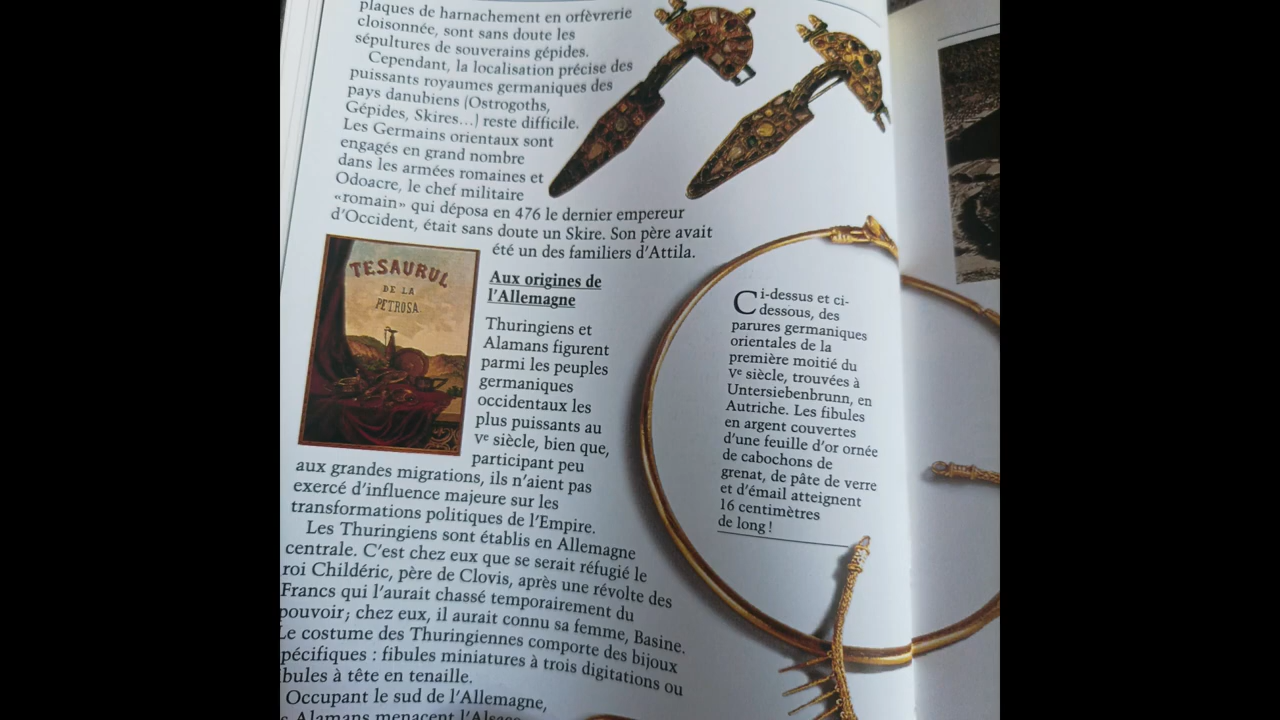 plaques de harnachement en orfèvrerie
cloisonnée, sont sans doute les
sépultures de souverains gépides.
Cependant, la localisation précise des
puissants royaumes germaniques des
pays danubiens (Ostrogoths,
Gépides, Skires...) reste difficile.
Les Germains orientaux sont
engagés en grand nombre
dans les armées romaines et
Odoacre, le chef militaire
«romain» qui déposa en 476 le dernier empereur
d'Occident, était sans doute un Skire. Son père avait
été un des familiers d'Attila.
TESAURUL
DE LA
PETROSA
Aux origines de
l'Allemagne
Thuringiens et
Alamans figurent
parmi les peuples
germaniques
occidentaux les
plus puissants au
Vᵉ siècle, bien que,
participant peu
aux grandes migrations, ils n'aient pas
exercé d'influence majeure sur les
transformations politiques de l'Empire.
Les Thuringiens sont établis en Allemagne
centrale. C'est chez eux que se serait réfugié le
roi Childéric, père de Clovis, après une révolte des
Francs qui l'aurait chassé temporairement du
pouvoir; chez eux, il aurait connu sa femme, Basine.
Le costume des Thuringiennes comporte des bijoux
pécifiques : fibules miniatures à trois digitations ou
bules à tête en tenaille.
Occupant le sud de l'Allemagne,
s Alamans menacent l'Alsace
Ci-dessus et ci-
dessous, des
parures germaniques
orientales de la
première moitié du
Vᵉ siècle, trouvées à
Untersiebenbrunn, en
Autriche. Les fibules
en argent couvertes
d'une feuille d'or ornée
de cabochons de
grenat, de pâte de verre
et d'émail atteignent
16 centimètres
de long !